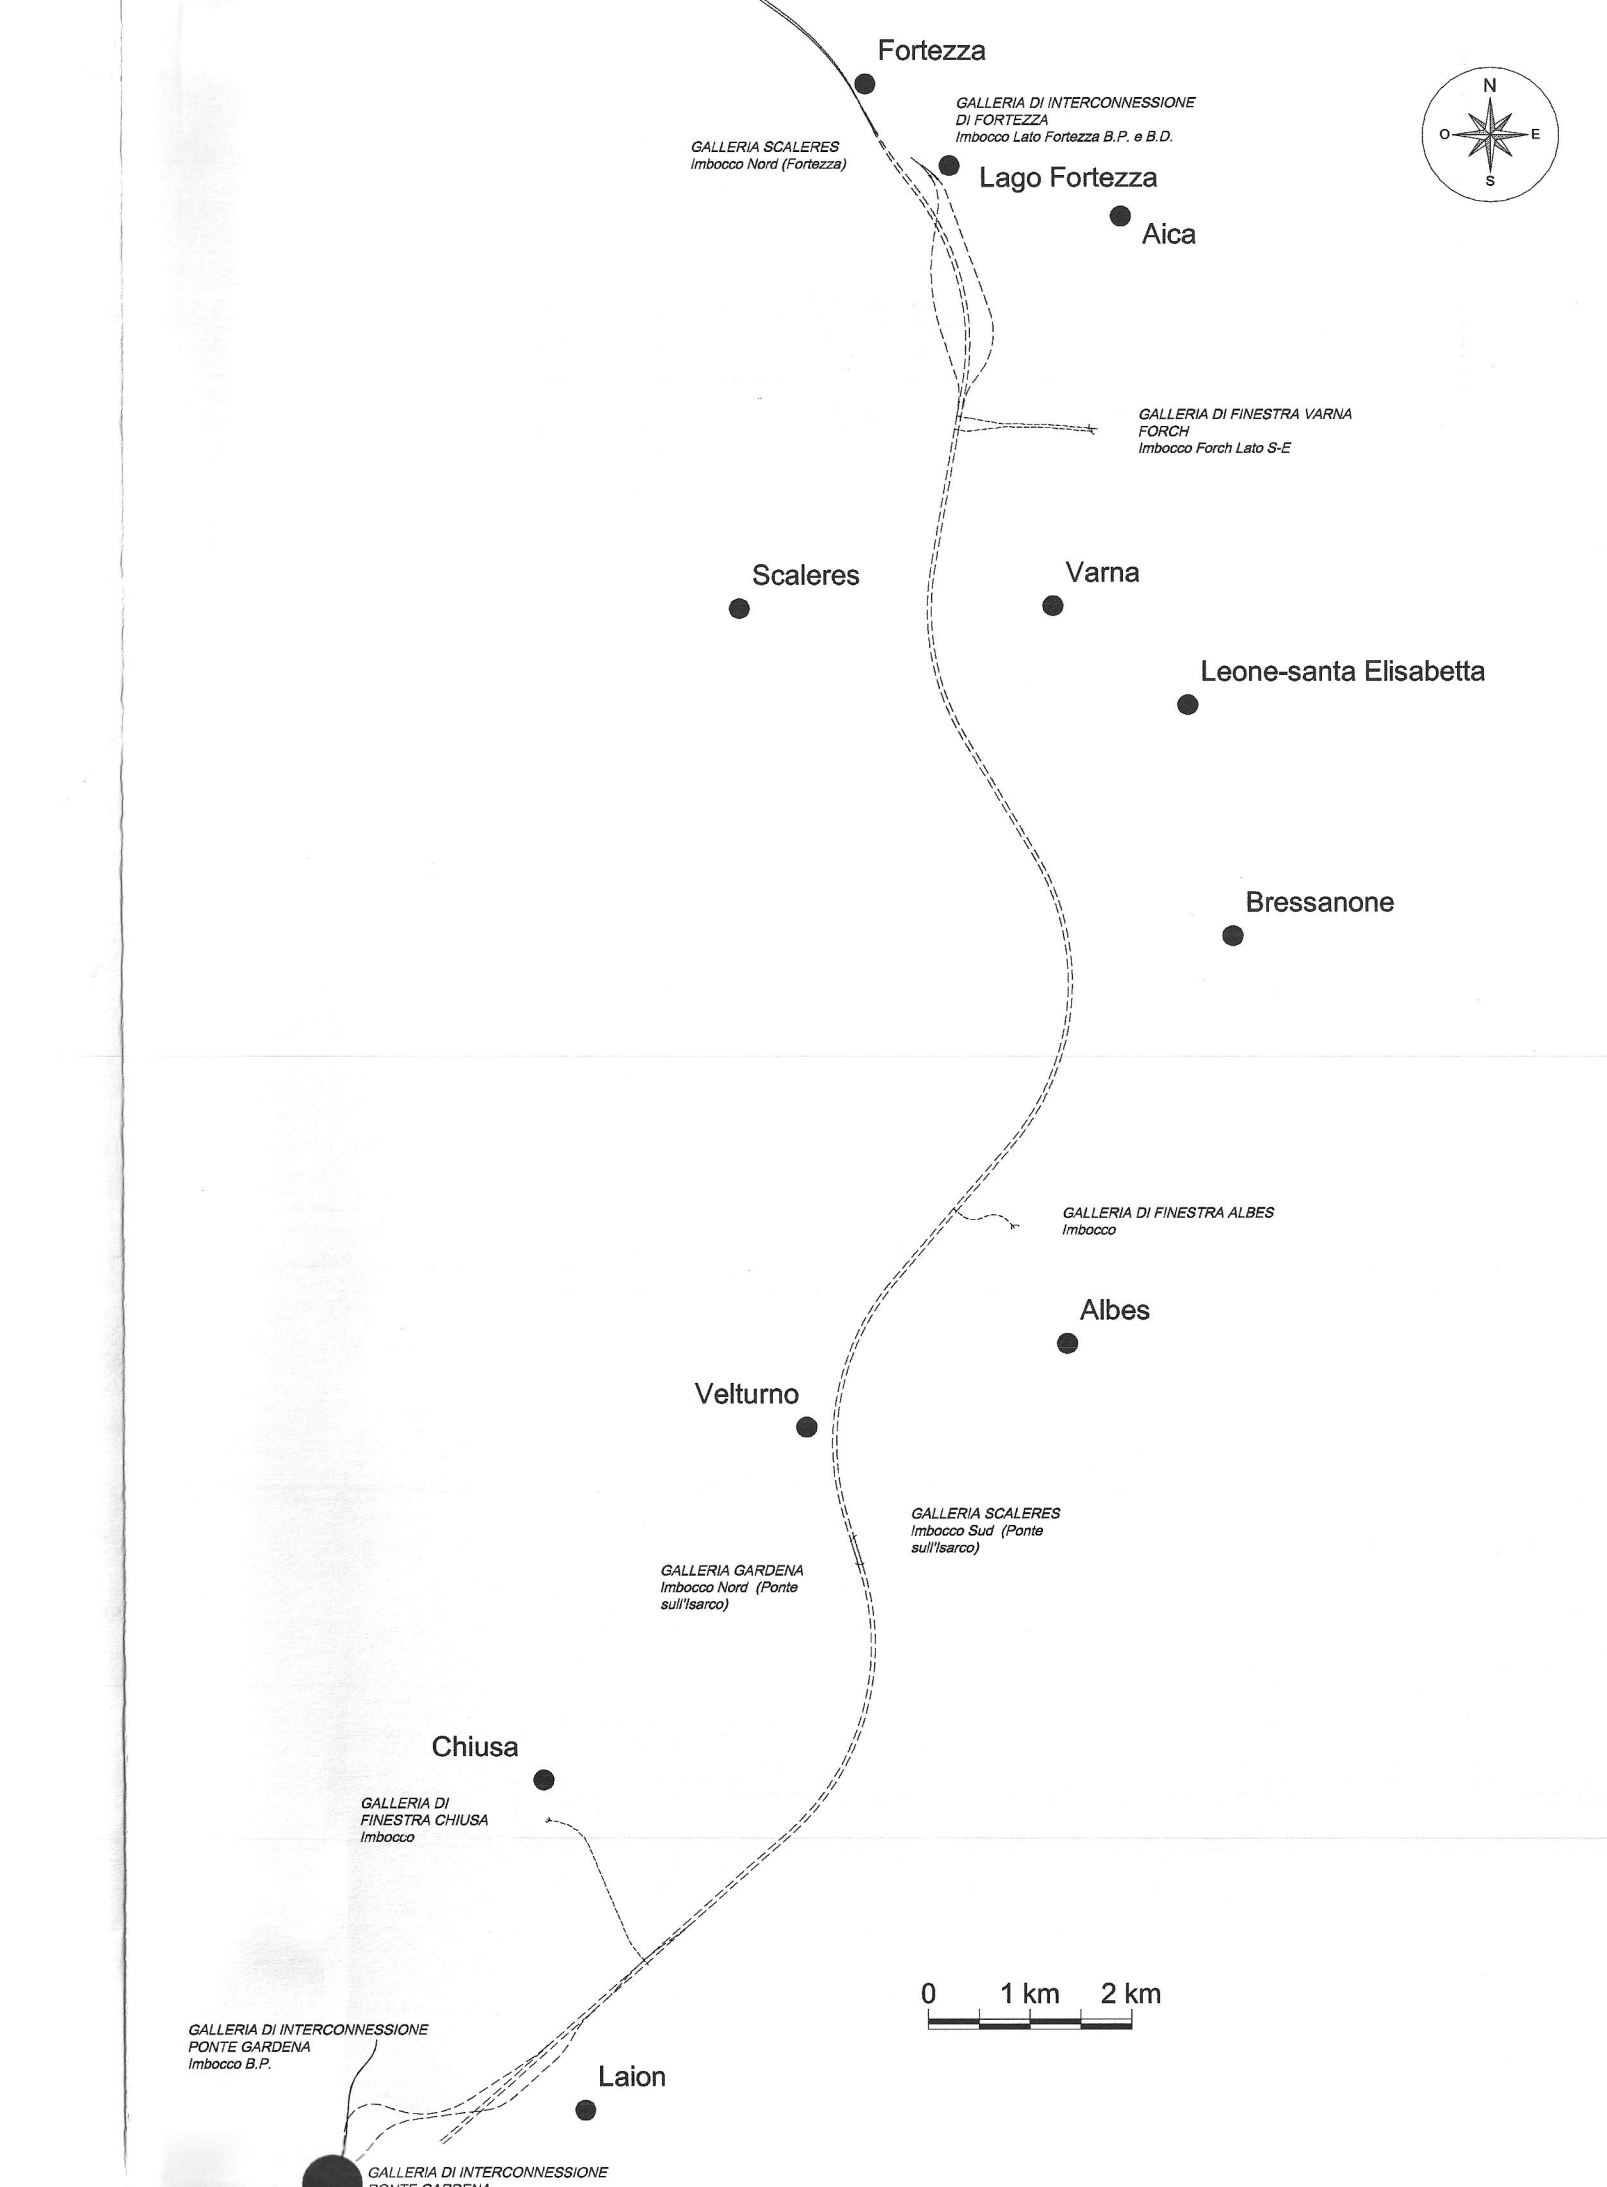 Fortezza
GALLERIA DI INTERCONNESSIONE
DI FORTEZZA
Imbocco Lato Fortezza B.P. e B.D.
N
O
E
S
GALLERIA SCALERES
Imbocco Nord (Fortezza)
Lago Fortezza
Aica
GALLERIA DI FINESTRA VARNA
FORCH
Imbocco Forch Lato S-E
Scaleres
Varna
Leone-santa Elisabetta
Bressanone
GALLERIA DI FINESTRA ALBES
Imbocco
Albes
Velturno
GALLERIA SCALERES
Imbocco Sud (Ponte
sull'Isarco)
GALLERIA GARDENA
Imbocco Nord (Ponte
sull'Isarco)
Chiusa
GALLERIA DI
FINESTRA CHIUSA
Imbocco
0 1 km 2 km
GALLERIA DI INTERCONNESSIONE
PONTE GARDENA
Imbocco B.P.
Laion
GALLERIA DI INTERCONNESSIONE
PONTE GARDENA